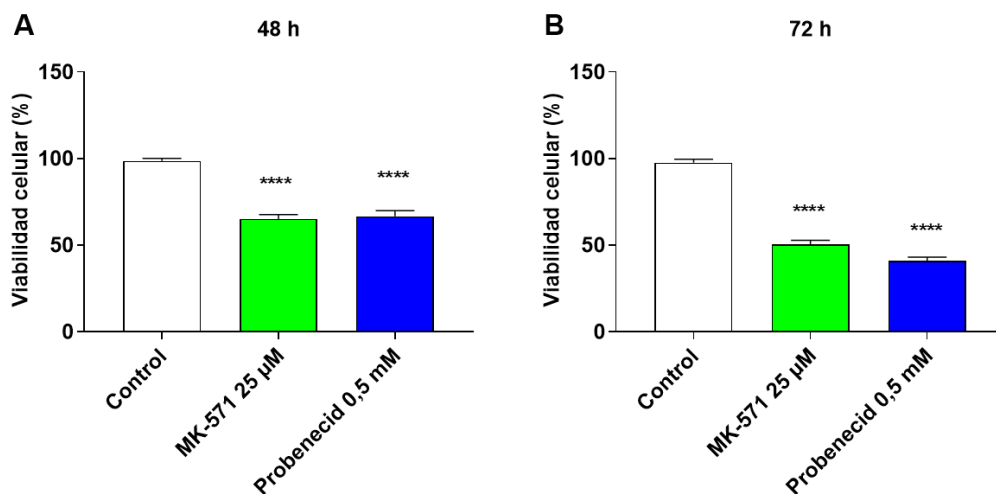 A
48 h
Viabilidad celular (%)
150
100
50
0
****
****
Control
MK-571 25 µM
Probenecid 0,5 mM
B
72 h
Viabilidad celular (%)
150
100
50
0
****
****
Control
MK-571 25 µM
Probenecid 0,5 mM